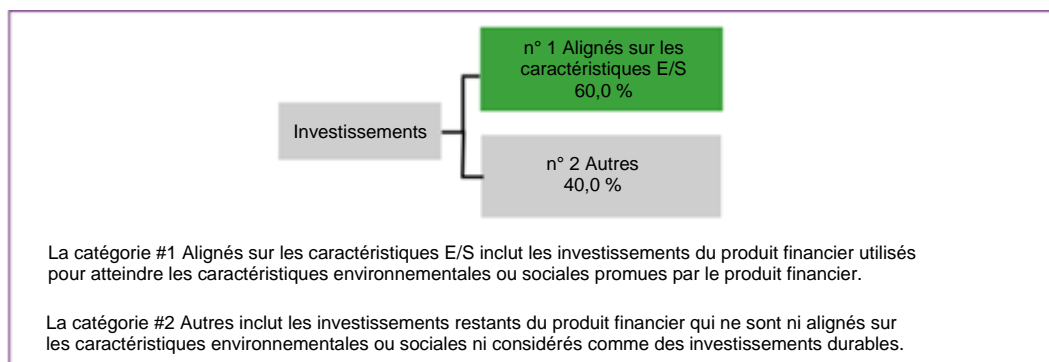 n° 1 Alignés sur les
caractéristiques E/S
60,0 %
Investissements
n° 2 Autres
40,0 %
La catégorie #1 Alignés sur les caractéristiques E/S inclut les investissements du produit financier utilisés
pour atteindre les caractéristiques environnementales ou sociales promues par le produit financier.
La catégorie #2 Autres inclut les investissements restants du produit financier qui ne sont ni alignés sur
les caractéristiques environnementales ou sociales ni considérés comme des investissements durables.